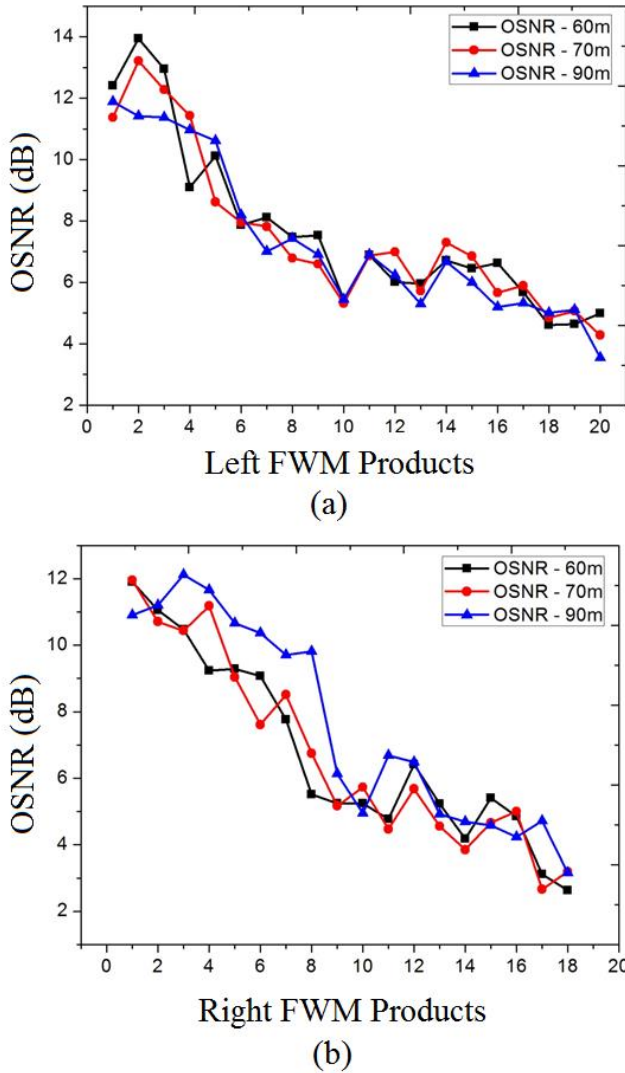 14
12
10
8
6
4
2
OSNR (dB)
OSNR - 60m
OSNR - 70m
OSNR - 90m
0 2 4 6 8 10 12 14 16 18 20
Left FWM Products
(a)
12
10
8
6
4
2
OSNR (dB)
OSNR - 60m
OSNR - 70m
OSNR - 90m
0 2 4 6 8 10 12 14 16 18 20
Right FWM Products
(b)